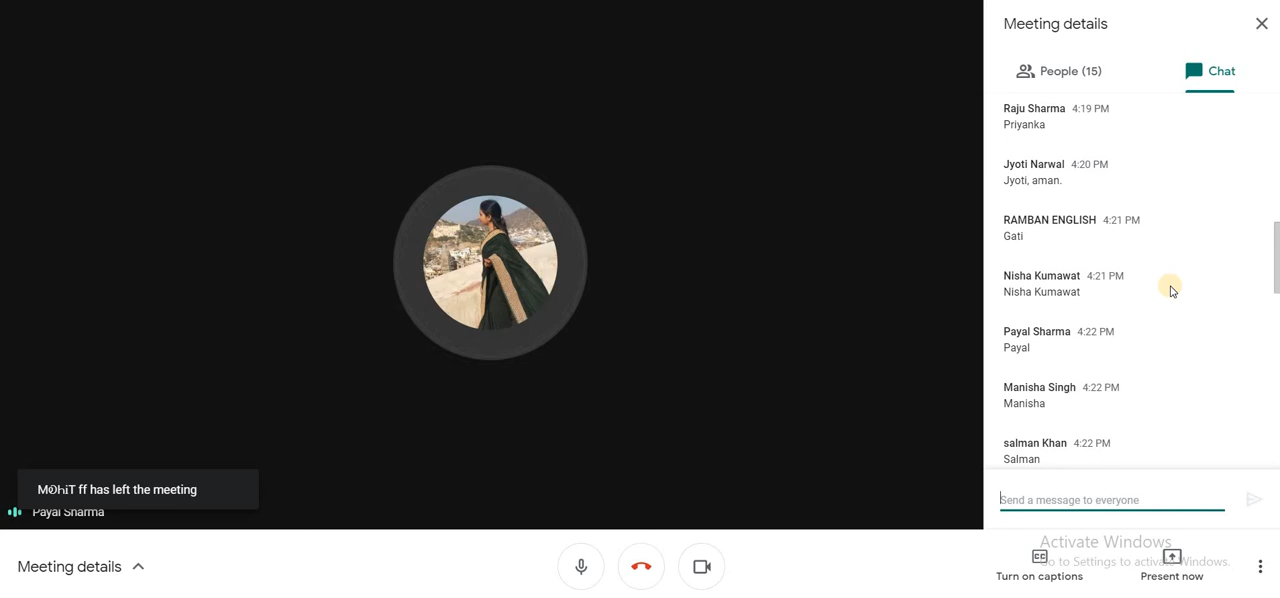 Meeting details
People (15)
Chat
Raju Sharma 4:19 PM
Priyanka
Jyoti Narwal 4:20 PM
Jyoti, aman.
RAMBAN ENGLISH 4:21 PM
Gati
Nisha Kumawat 4:21 PM
Nisha Kumawat
Payal Sharma 4:22 PM
Payal
Manisha Singh 4:22 PM
Manisha
salman Khan 4:22 PM
Salman
has left the meeting
Payal Sharma
Send a message to everyone
Activate Windows
Go to Settings to activate Windows.
Meeting details
Turn on captions
Present now